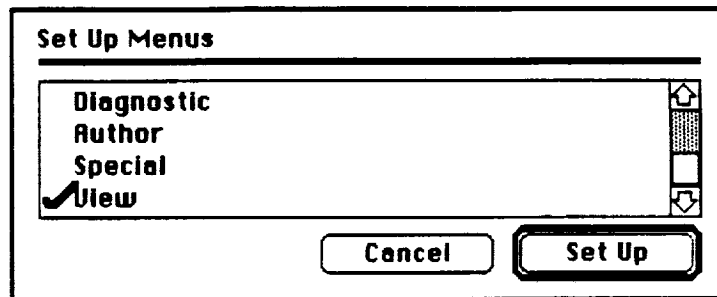 Set Up Menus
Diagnostic
Author
Special
View
Cancel Set Up